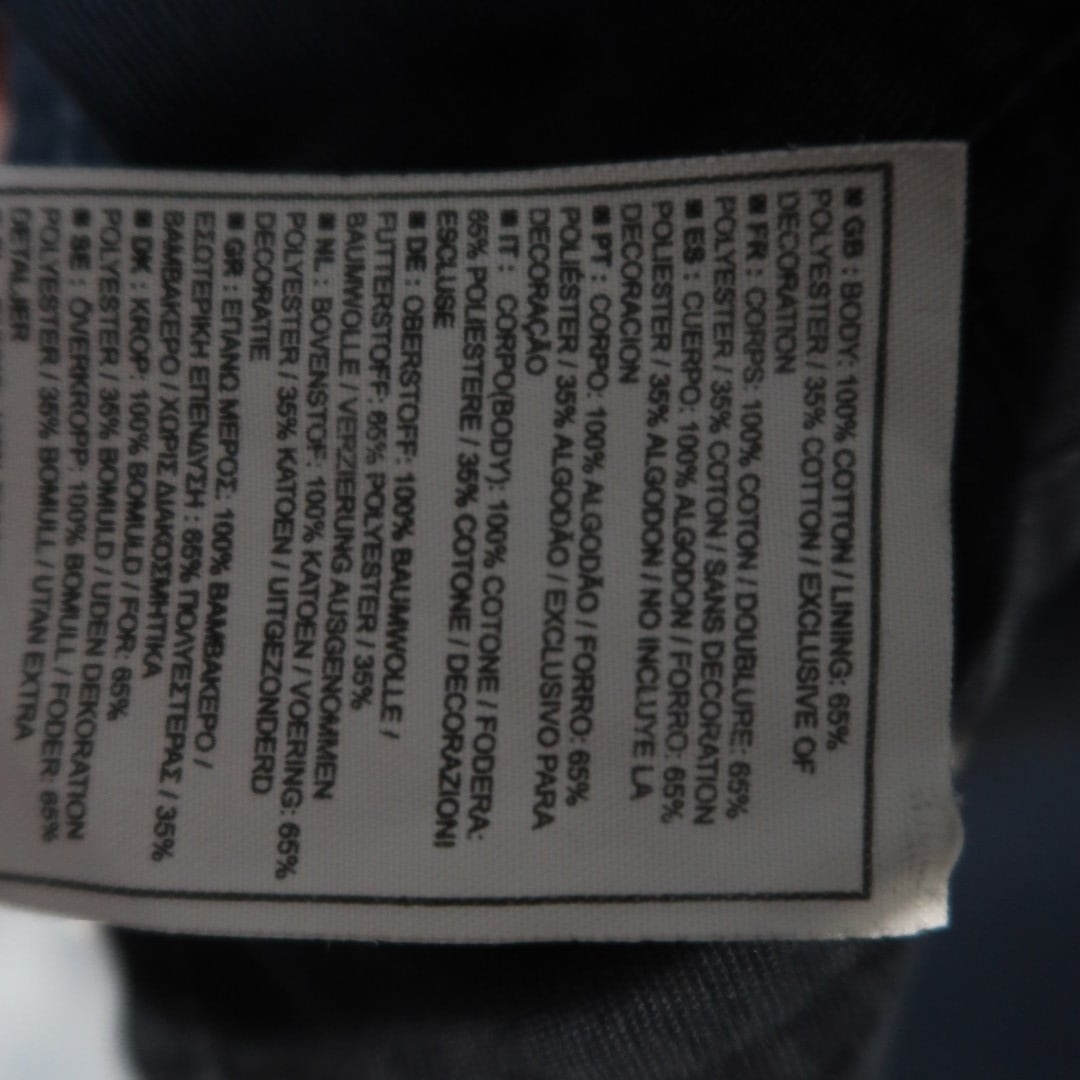 ■ GB : BODY: 100% COTTON / LINING: 65%
POLYESTER / 35% COTTON / EXCLUSIVE OF
DECORATION
■ FR : CORPS: 100% COTON / DOUBLURE: 65%
POLYESTER / 35% COTON / SANS DECORATION
■ ES : CUERPO: 100% ALGODON / FORRO: 65%
POLIESTER / 35% ALGODON / NO INCLUYE LA
DECORACION
■ PT : CORPO: 100% ALGODÃO / FORRO: 65%
POLIÉSTER / 35% ALGODÃO / EXCLUSIVO PARA
DECORAÇÃO
■ IT : CORPO(BODY): 100% COTONE / FODERA:
65% POLIESTERE / 35% COTONE / DECORAZIONI
ESCLUSE
■ DE : OBERSTOFF: 100% BAUMWOLLE /
FUTTERSTOFF: 65% POLYESTER / 35%
BAUMWOLLE / VERZIERUNG AUSGENOMMEN
■ NL : BOVENSTOF: 100% KATOEN / VOERING: 65%
POLYESTER / 35% KATOEN / UITGEZONDERD
DECORATIE
■ GR : ΕΠΑΝΩ ΜΕΡΟΣ: 100% ΒΑΜΒΑΚΕΡΟ /
ΕΣΩΤΕΡΙΚΗ ΕΠΕΝΔΥΣΗ : 65% ΠΟΛΥΕΣΤΕΡΑΣ / 35%
ΒΑΜΒΑΚΕΡΟ / ΧΩΡΙΣ ΔΙΑΚΟΣΜΗΤΙΚΑ
■ DK : KROP: 100% BOMULD / FOR: 65%
POLYESTER / 35% BOMULD / UDEN DEKORATION
■ SE : ÖVERKROPP: 100% BOMULL / FODER: 65%
POLYESTER / 35% BOMULL / UTAN EXTRA
DETALJER